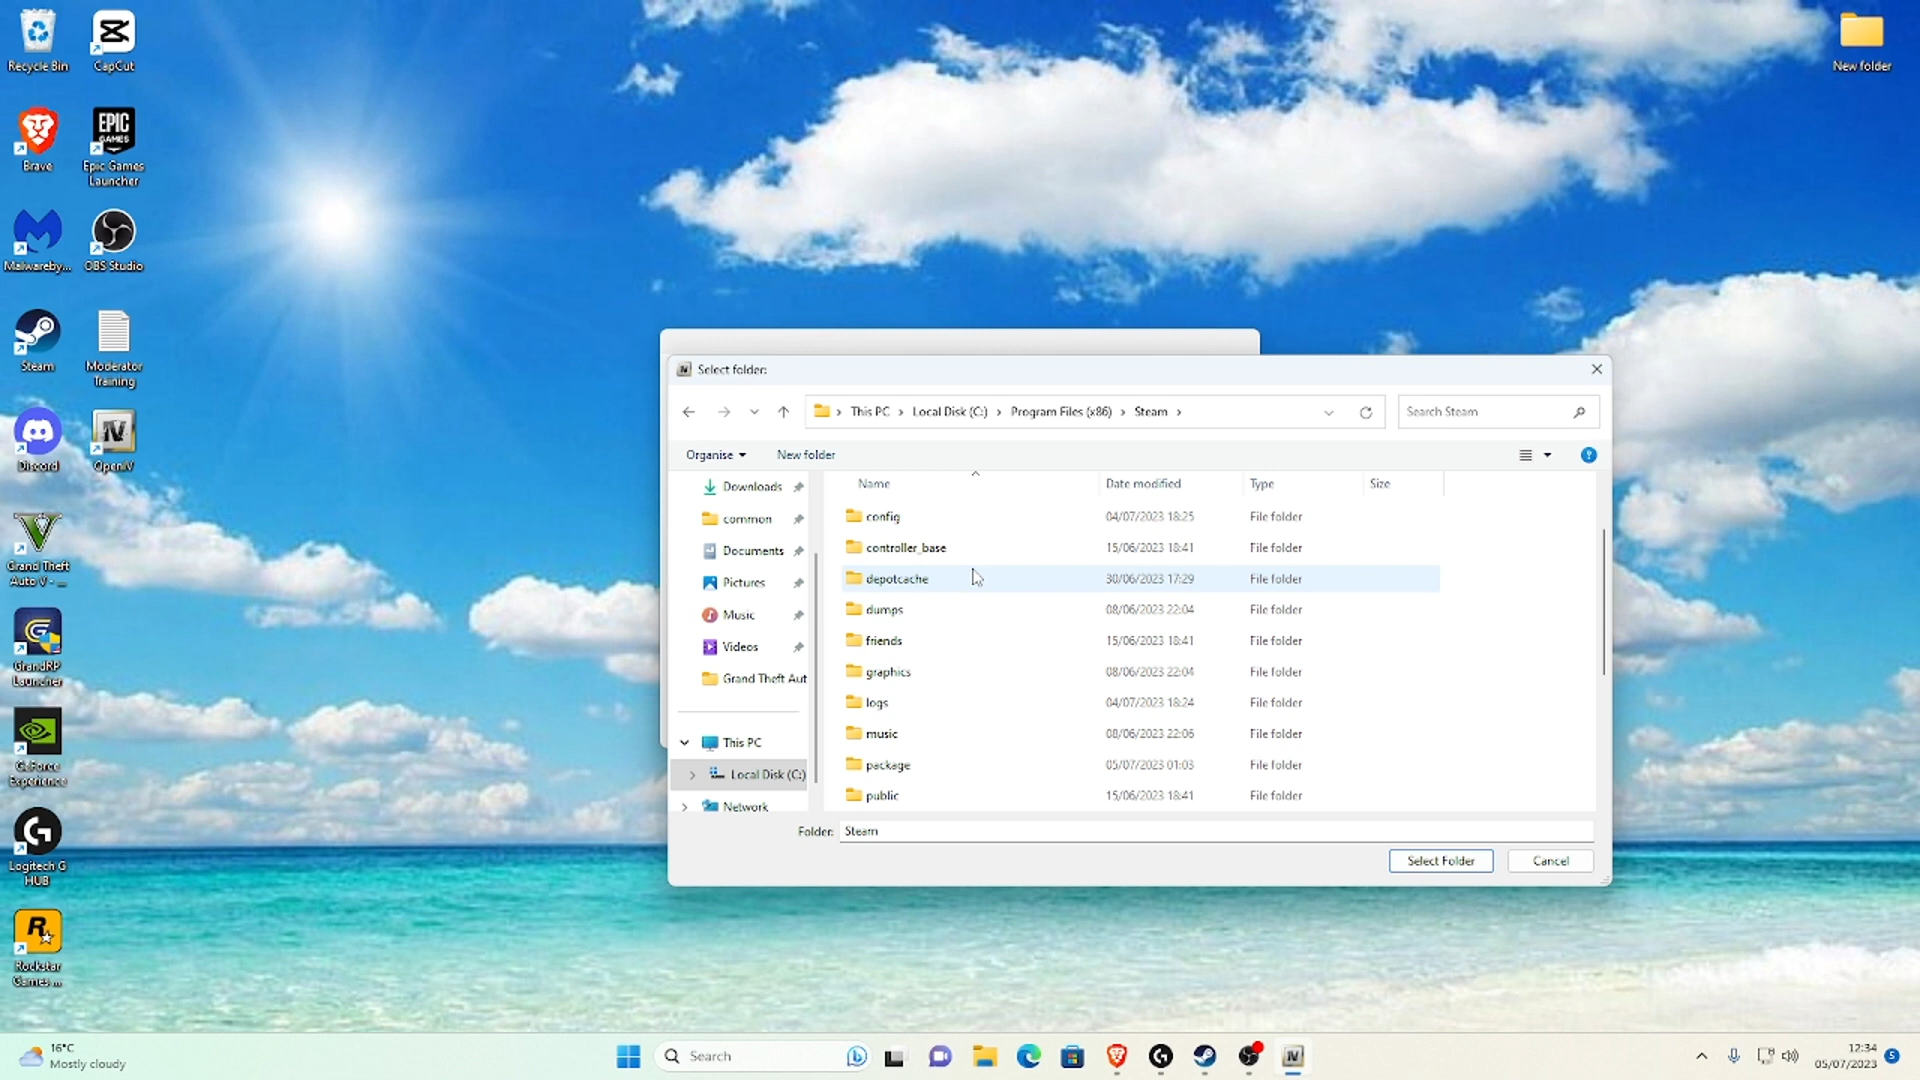 Recycle Bin
CapCut
New folder
Brave
EPIC
GAMES
Epic Games
Launcher
Malwareby...
OBS Studio
Steam
Moderator
Training
Discord
OpenIV
Grand Theft
Auto V - ...
GrandRP
Launcher
GeForce
Experience
Logitech G
HUB
Rockstar
Games ...
Select folder:
This PC
Local Disk (C:)
Program Files (x86)
Steam
Search Steam
Organise
New folder
Name
Date modified
Type
Size
Downloads
common
Documents
Pictures
Music
Videos
Grand Theft Aut
This PC
Local Disk (C:)
Network
config 04/07/2023 18:25 File folder
controller_base 15/06/2023 18:41 File folder
depotcache 30/06/2023 17:29 File folder
dumps 08/06/2023 22:04 File folder
friends 15/06/2023 18:41 File folder
graphics 08/06/2023 22:04 File folder
logs 04/07/2023 18:24 File folder
music 08/06/2023 22:06 File folder
package 05/07/2023 01:03 File folder
public 15/06/2023 18:41 File folder
Folder: Steam
Select Folder
Cancel
16°C
Mostly cloudy
Search
12:34
05/07/2023
5